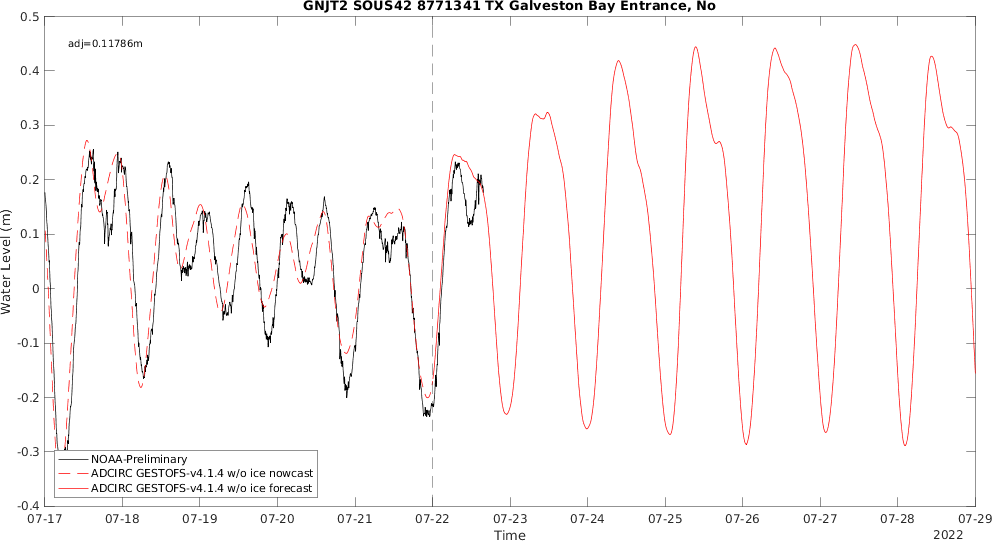 GNJT2 SOUS42 8771341 TX Galveston Bay Entrance, No
adj=0.11786m
0.5
0.4
0.3
0.2
0.1
0
-0.1
-0.2
-0.3
-0.4
Water Level (m)
NOAA-Preliminary
ADCIRC GESTOFS-v4.1.4 w/o ice nowcast
ADCIRC GESTOFS-v4.1.4 w/o ice forecast
07-17 07-18 07-19 07-20 07-21 07-22 07-23 07-24 07-25 07-26 07-27 07-28 07-29
Time
2022